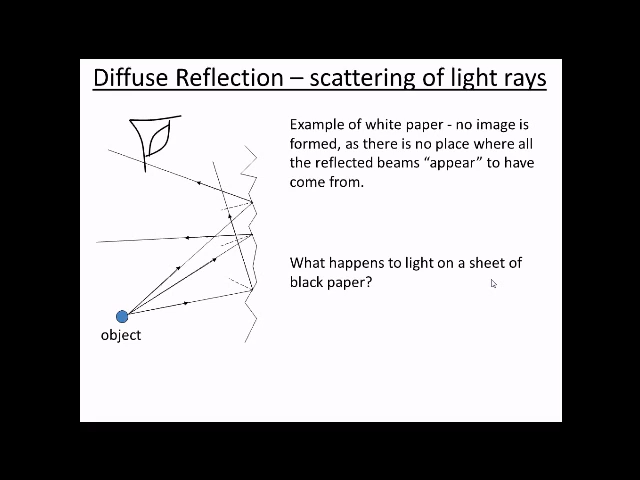 Diffuse Reflection – scattering of light rays
Example of white paper - no image is
formed, as there is no place where all
the reflected beams “appear” to have
come from.
What happens to light on a sheet of
black paper?
object